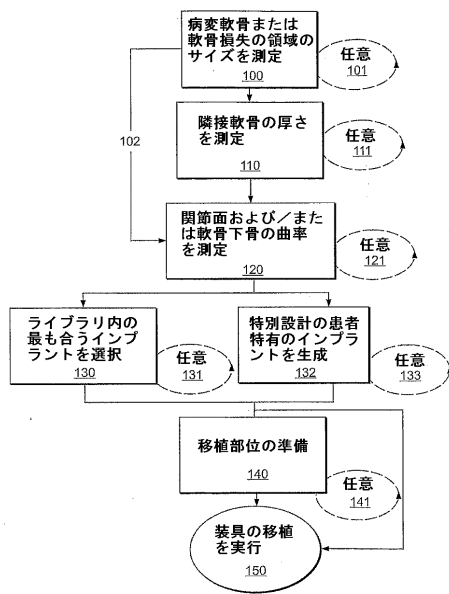 病変軟骨または
軟骨損失の領域の
サイズを測定
100
任意
101
102
隣接軟骨の厚さ
を測定
110
任意
111
関節面および/また
は軟骨下骨の曲率
を測定
120
任意
121
ライブラリ内の
最も合うインプ
ラントを選択
130
任意
131
特別設計の患者
特有のインプラ
ントを生成
132
任意
133
移植部位の準備
140
任意
141
装具の移植
を実行
150